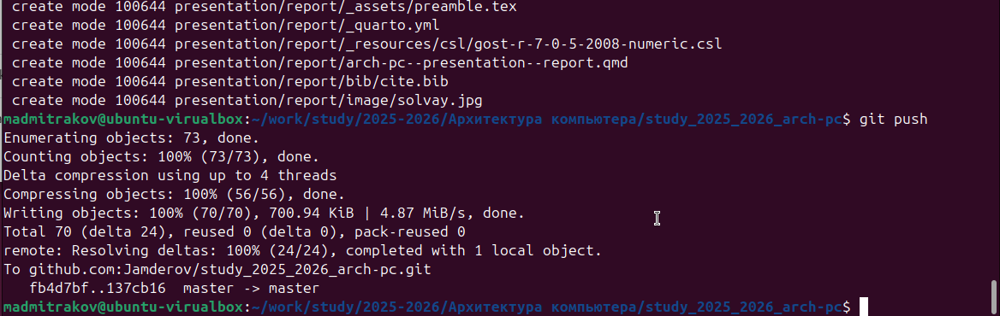 create mode 100644 presentation/report/_assets/preamble.tex
create mode 100644 presentation/report/_quarto.yml
create mode 100644 presentation/report/_resources/csl/gost-r-7-0-5-2008-numeric.csl
create mode 100644 presentation/report/arch-pc--presentation--report.qmd
create mode 100644 presentation/report/bib/cite.bib
create mode 100644 presentation/report/image/solvay.jpg
madmitrakov@ubuntu-virualbox:~/work/study/2025-2026/Архитектура компьютера/study_2025_2026_arch-pc$ git push
Enumerating objects: 73, done.
Counting objects: 100% (73/73), done.
Delta compression using up to 4 threads
Compressing objects: 100% (56/56), done.
Writing objects: 100% (70/70), 700.94 KiB | 4.87 MiB/s, done.
Total 70 (delta 24), reused 0 (delta 0), pack-reused 0
remote: Resolving deltas: 100% (24/24), completed with 1 local object.
To github.com:Jamderov/study_2025_2026_arch-pc.git
   fb4d7bf..137cb16  master -> master
madmitrakov@ubuntu-virualbox:~/work/study/2025-2026/Архитектура компьютера/study_2025_2026_arch-pc$